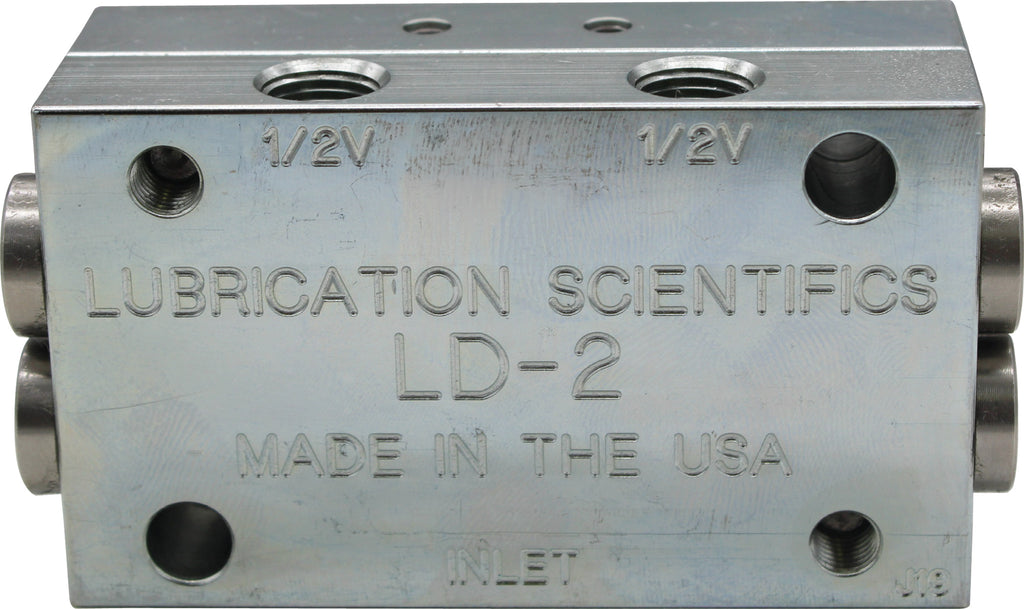 1/2V 1/2V
LUBRICATION SCIENTIFICS
LD-2
MADE IN THE USA
INLET
J19